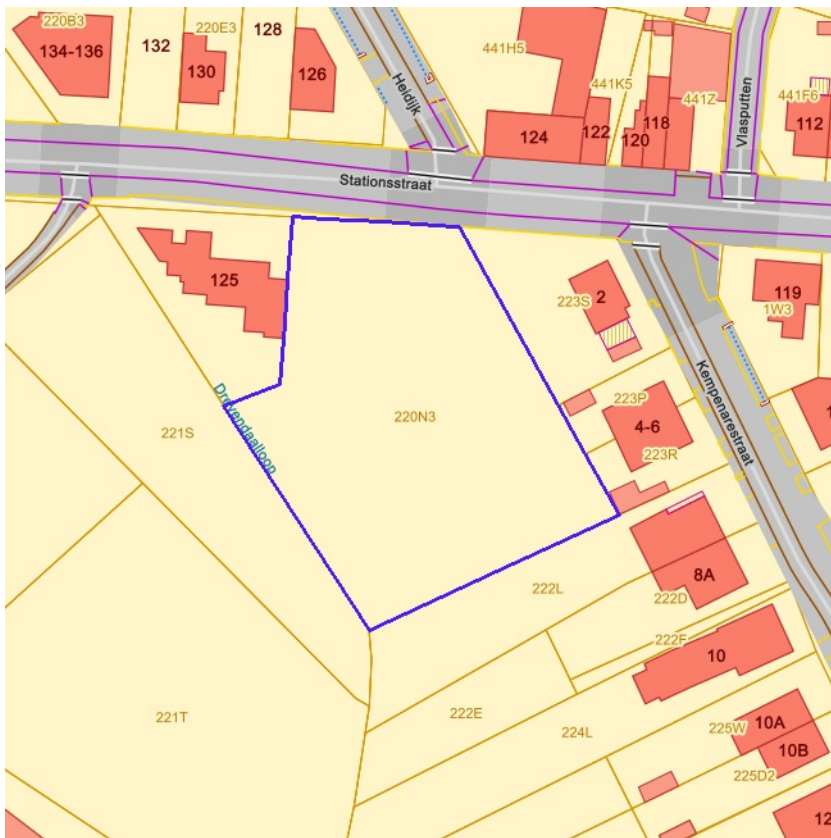 220B3
134-136
132
220E3
130
128
126
Heidijk
441H5
124
122
441K5
120
118
441Z
Vlasputten
441F6
112
Stationsstraat
125
2
223S
119
1W3
Kempenarestraat
Drevendaalloop
221S
220N3
223P
4-6
223R
222L
8A
222D
222F
10
221T
222E
224L
225W
10A
10B
225D2